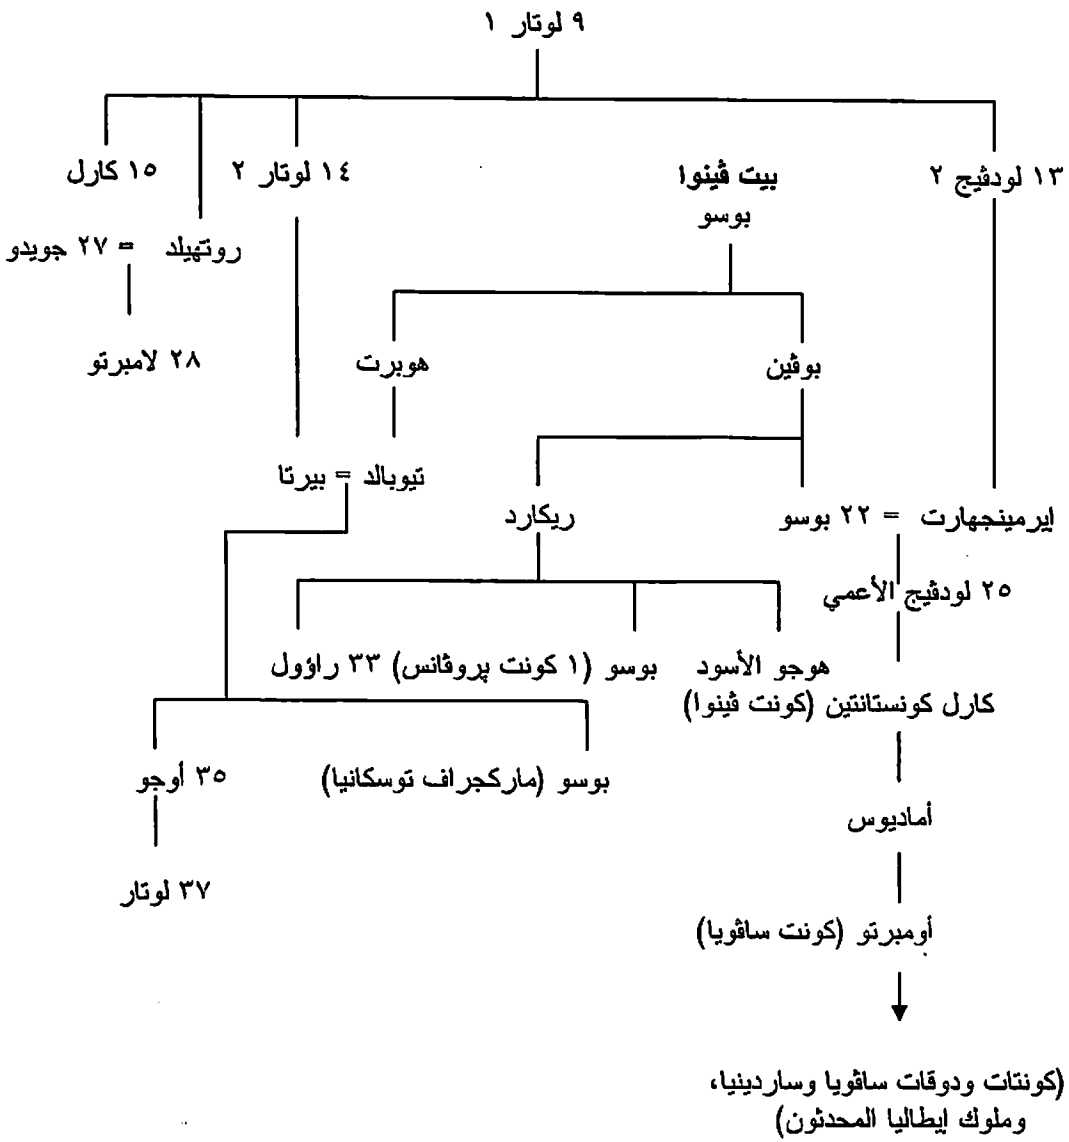 ٩ لوتار ١
١٣ لودڤيج ٢
بيت ڤينوا
١٤ لوتار ٢
١٥ كارل
بوسو
روتهيلد = ٢٧ جويدو
بوڤين
هوبرت
٢٨ لامبرتو
تيوبالد = بيرتا
إيرمينجهارت = ٢٢ بوسو
ريكارد
٢٥ لودڤيج الأعمي
هوجو الأسود
بوسو (١ كونت پروڤانس) ٣٣ راؤول
كارل كونستانتين (كونت ڤينوا)
بوسو (ماركجراف توسكانيا)
٣٥ أوجو
أماديوس
٣٧ لوتار
أومبرتو (كونت ساڤويا)
(كونتات ودوقات ساڤويا وساردينيا،
وملوك إيطاليا المحدثون)